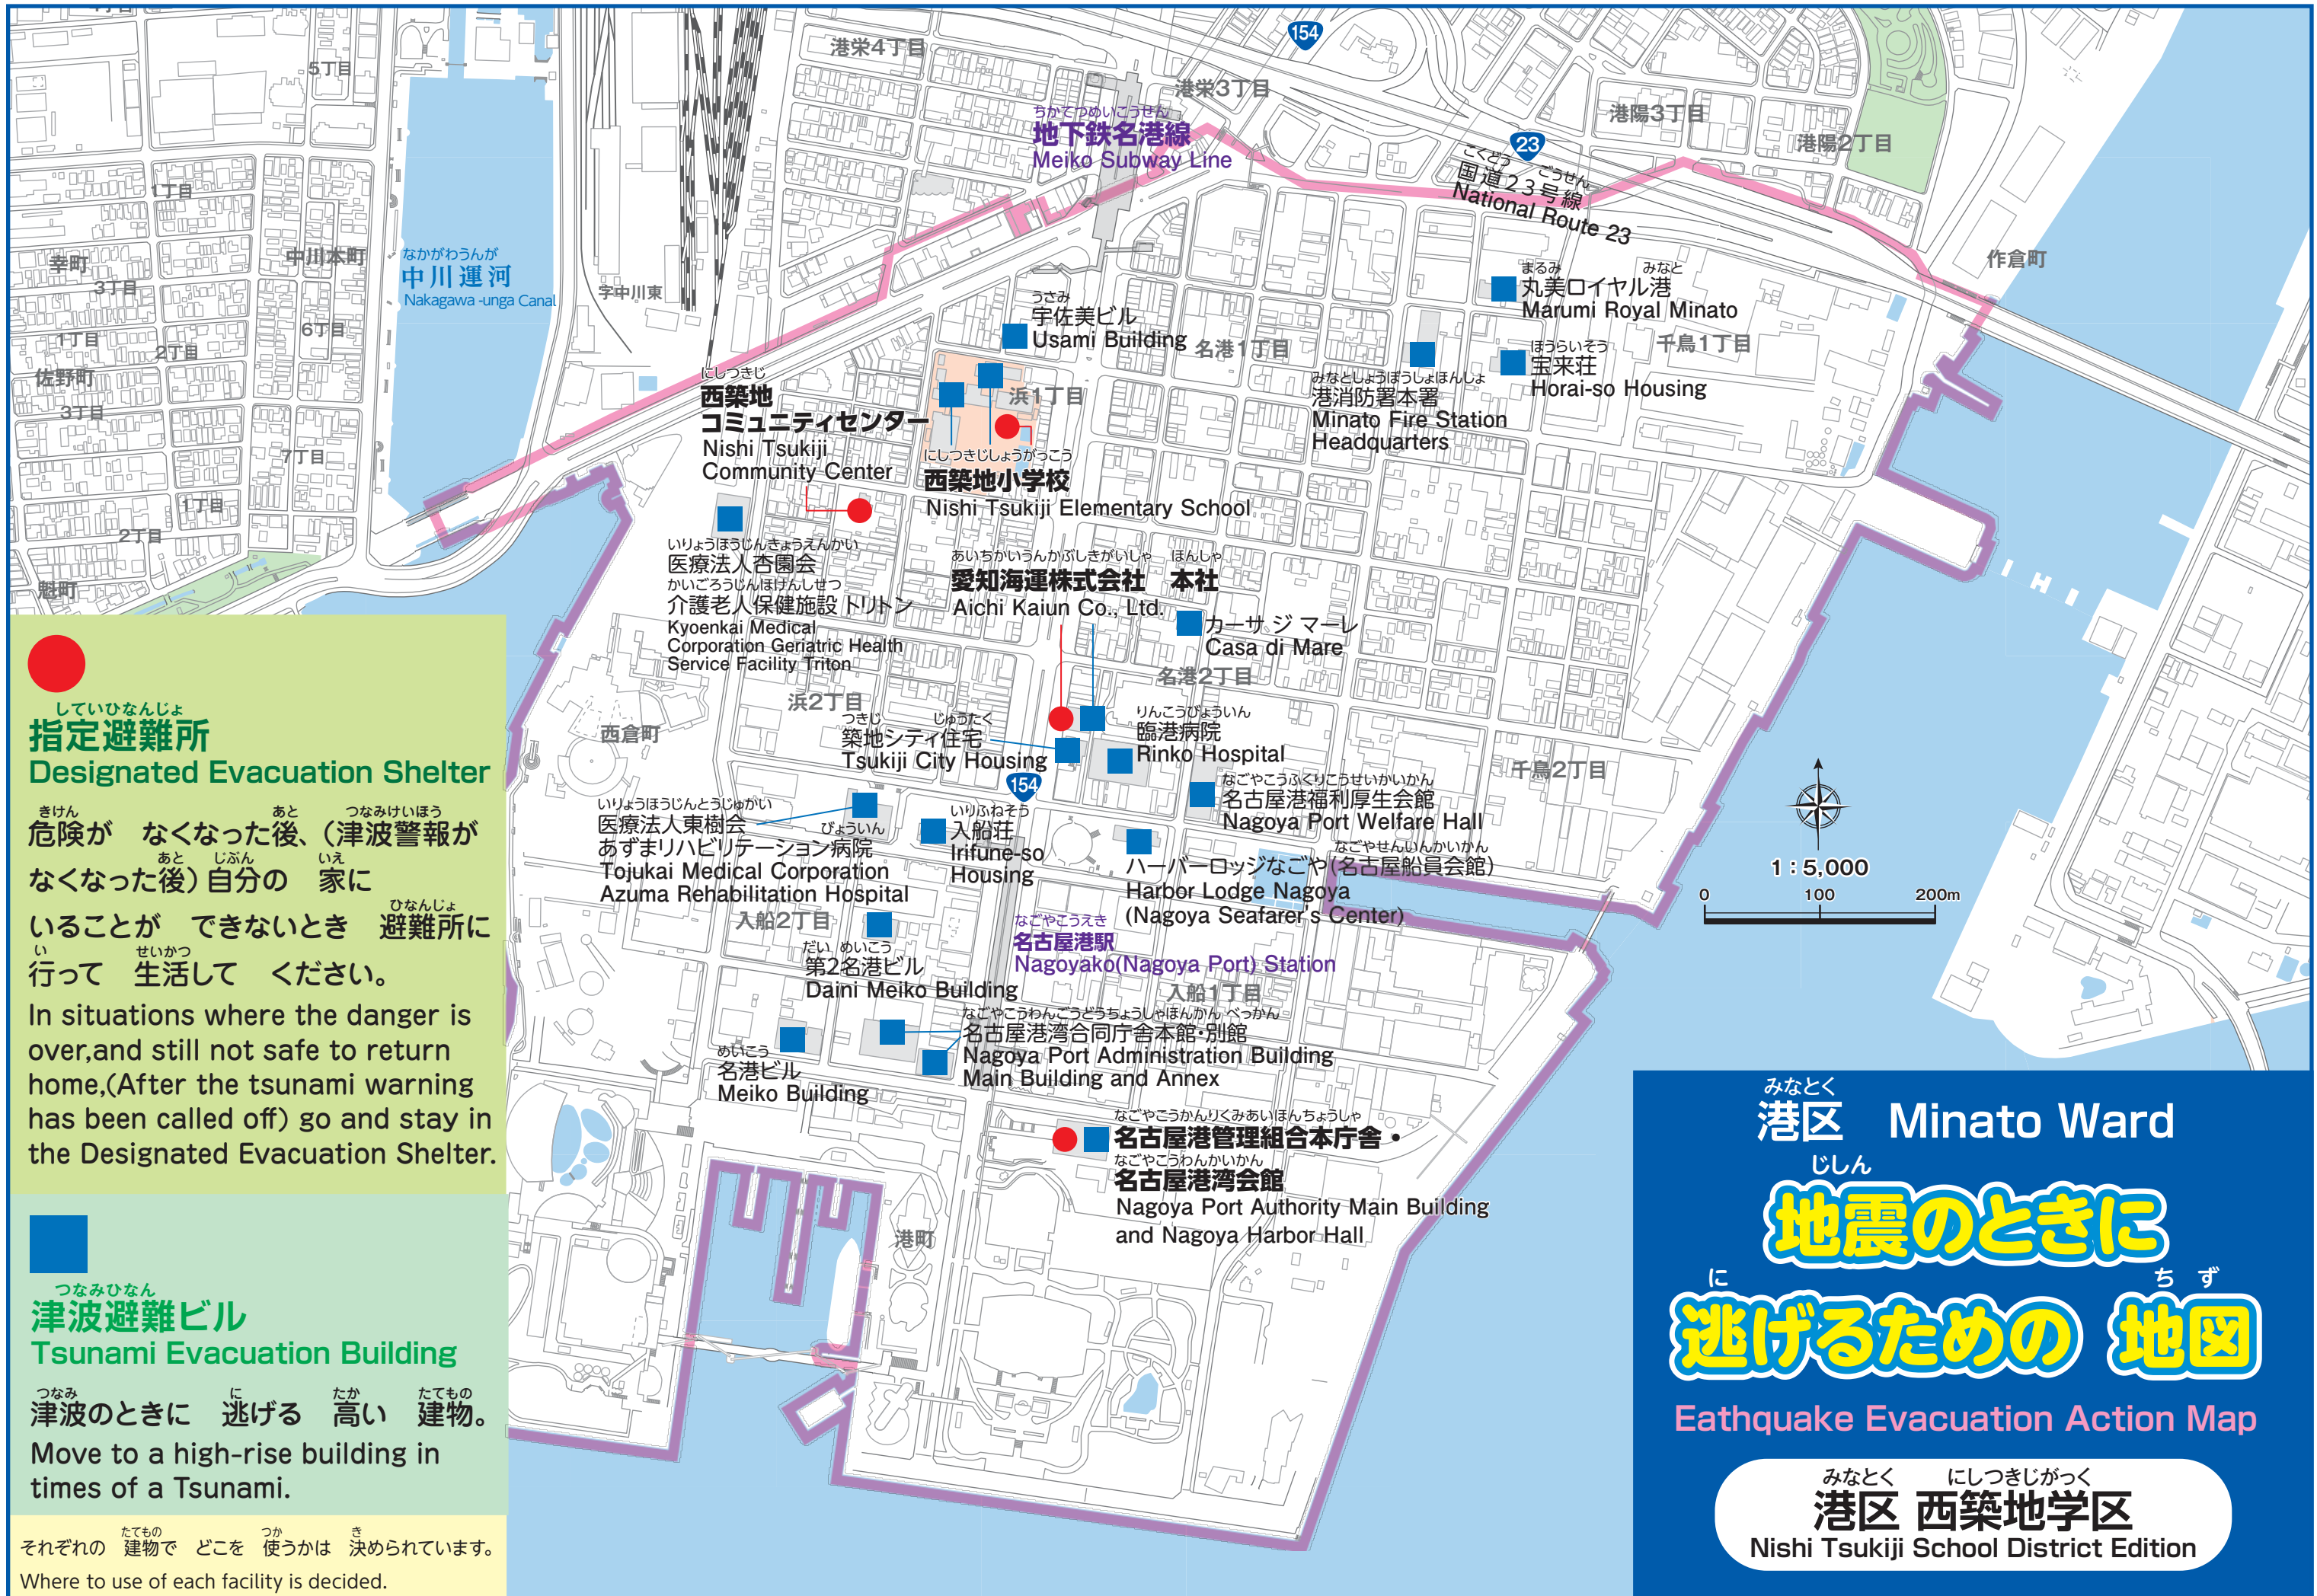 5丁目
1丁目
幸町
3丁目
中川本町
1丁目
2丁目
6丁目
佐野町
3丁目
7丁目
1丁目
2丁目
魁町
なかがわうんが
中川運河
Nakagawa -unga Canal
字中川東
港栄4丁目
154
港栄3丁目
港陽3丁目
港陽2丁目
ちかてつめいこうせん
地下鉄名港線
Meiko Subway Line
23
こくどう ごうせん
国道23号線
National Route 23
作倉町
まるみ みなと
丸美ロイヤル港
Marumi Royal Minato
うさみ
宇佐美ビル
Usami Building
名港1丁目
千鳥1丁目
ほうらいそう
宝来荘
Horai-so Housing
みなとしょうぼうしょほんしょ
港消防署本署
Minato Fire Station
Headquarters
浜1丁目
にしつきじ
西築地
コミュニティセンター
Nishi Tsukiji
Community Center
にしつきじしょうがっこう
西築地小学校
Nishi Tsukiji Elementary School
いりょうほうじんきょうえんかい
医療法人杏園会
かいごろうじんほけんしせつ
介護老人保健施設 トリトン
Kyoenkai Medical
Corporation Geriatric Health
Service Facility Triton
あいちかいうんかぶしきがいしゃ ほんしゃ
愛知海運株式会社 本社
Aichi Kaiun Co., Ltd.
カーサ ジ マーレ
Casa di Mare
名港2丁目
浜2丁目
西倉町
つきじ じゅうたく
築地シティ住宅
Tsukiji City Housing
りんこうびょういん
臨港病院
Rinko Hospital
千鳥2丁目
154
なごやこうふくりこうせいかいかん
名古屋港福利厚生会館
Nagoya Port Welfare Hall
いりょうほうじんとうじゅかい
医療法人東樹会
びょういん
あずまリハビリテーション病院
Tojukai Medical Corporation
Azuma Rehabilitation Hospital
いりふねそう
入船荘
Irifune-so
Housing
なごやせんいんかいかん
ハーバーロッジなごや(名古屋船員会館)
Harbor Lodge Nagoya
(Nagoya Seafarer's Center)
入船2丁目
なごやこうえき
名古屋港駅
Nagoyako(Nagoya Port) Station
だい めいこう
第2名港ビル
Daini Meiko Building
入船1丁目
なごやこうわんごうどうちょうしゃほんかん べっかん
名古屋港湾合同庁舎本館・別館
Nagoya Port Administration Building
Main Building and Annex
めいこう
名港ビル
Meiko Building
なごやこうかんりくみあいほんちょうしゃ
名古屋港管理組合本庁舎・
なごやこうわんかいかん
名古屋港湾会館
Nagoya Port Authority Main Building
and Nagoya Harbor Hall
港町
1:5,000
0 100 200m
していひなんじょ
指定避難所
Designated Evacuation Shelter
きけん あと つなみけいほう
危険が なくなった後、(津波警報が
あと じぶん いえ
なくなった後) 自分の 家に
ひなんじょ
いることが できないとき 避難所に
い せいかつ
行って 生活して ください。
In situations where the danger is
over,and still not safe to return
home,(After the tsunami warning
has been called off) go and stay in
the Designated Evacuation Shelter.
つなみひなん
津波避難ビル
Tsunami Evacuation Building
つなみ に たか たてもの
津波のときに 逃げる 高い 建物。
Move to a high-rise building in
times of a Tsunami.
たてもの つか き
それぞれの 建物で どこを 使うかは 決められています。
Where to use of each facility is decided.
みなとく
港区 Minato Ward
じしん
地震のときに
に ち ず
逃げるための 地図
Eathquake Evacuation Action Map
みなとく にしつきじがっく
港区 西築地学区
Nishi Tsukiji School District Edition